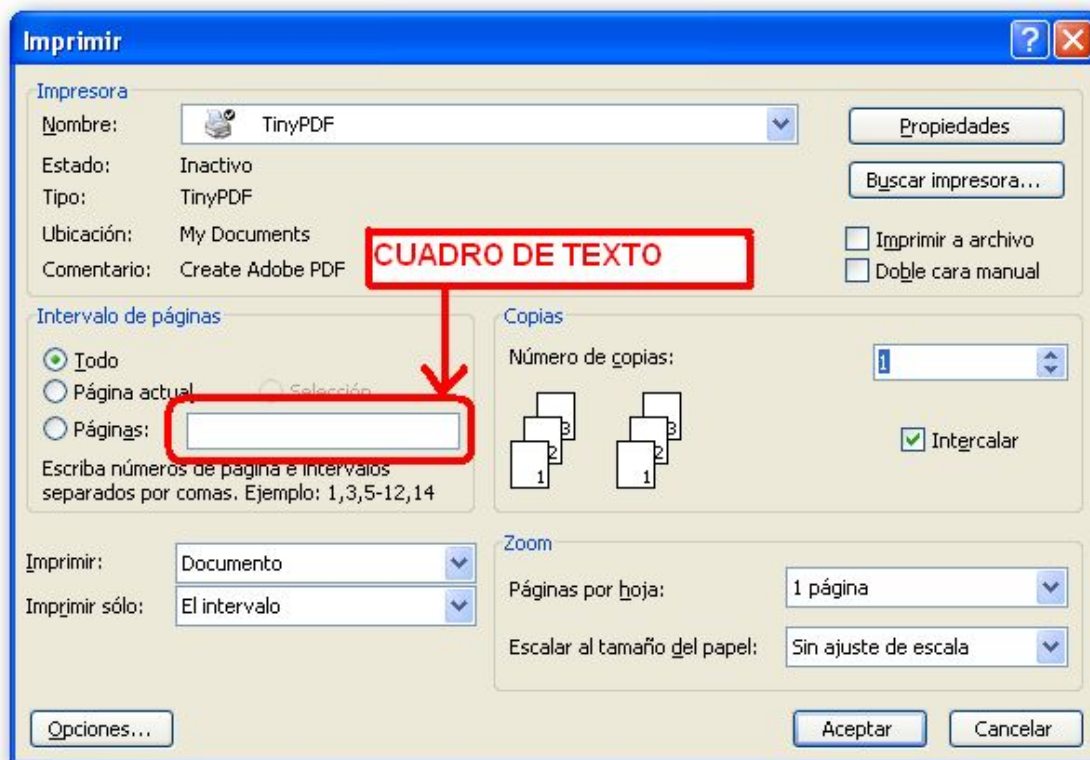 Imprimir
Impresora
Nombre: TinyPDF Propiedades
Estado: Inactivo
Buscar impresora...
Tipo: TinyPDF
Ubicación: My Documents
Imprimir a archivo
Comentario: Create Adobe PDF
Doble cara manual
CUADRO DE TEXTO
Intervalo de páginas
Todo
Página actual Selección
Páginas:
Escriba números de página e intervalos
separados por comas. Ejemplo: 1,3,5-12,14
Copias
Número de copias: 1
3 3
2 2
1 1
Intercalar
Imprimir: Documento
Imprimir sólo: El intervalo
Zoom
Páginas por hoja: 1 página
Escalar al tamaño del papel: Sin ajuste de escala
Opciones... Aceptar Cancelar